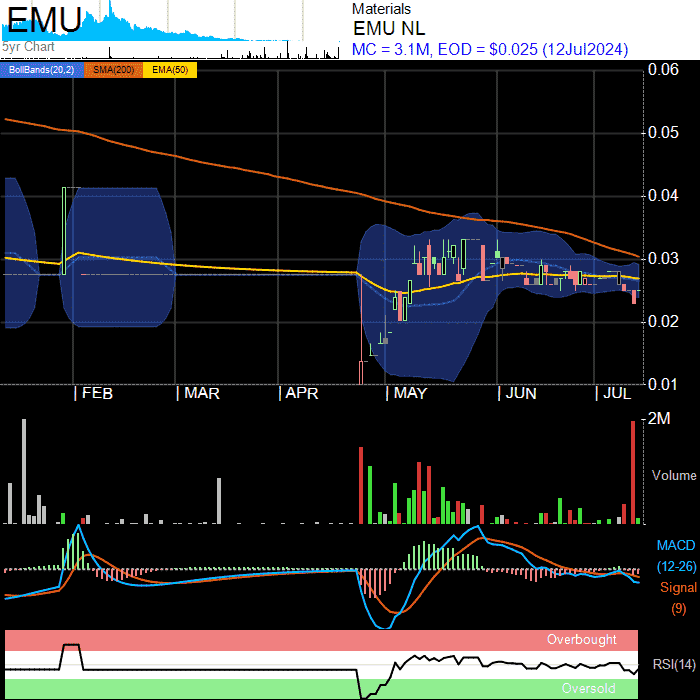 EMU
5yr Chart
Materials
EMU NL
MC = 3.1M, EOD = $0.025 (12Jul2024)
BollBands(20,2) SMA(200) EMA(50)
0.06
0.05
0.04
0.03
0.02
0.01
| FEB | MAR | APR | MAY | JUN | JUL
2M
Volume
MACD
(12-26)
Signal
(9)
Overbought
RSI(14)
Oversold